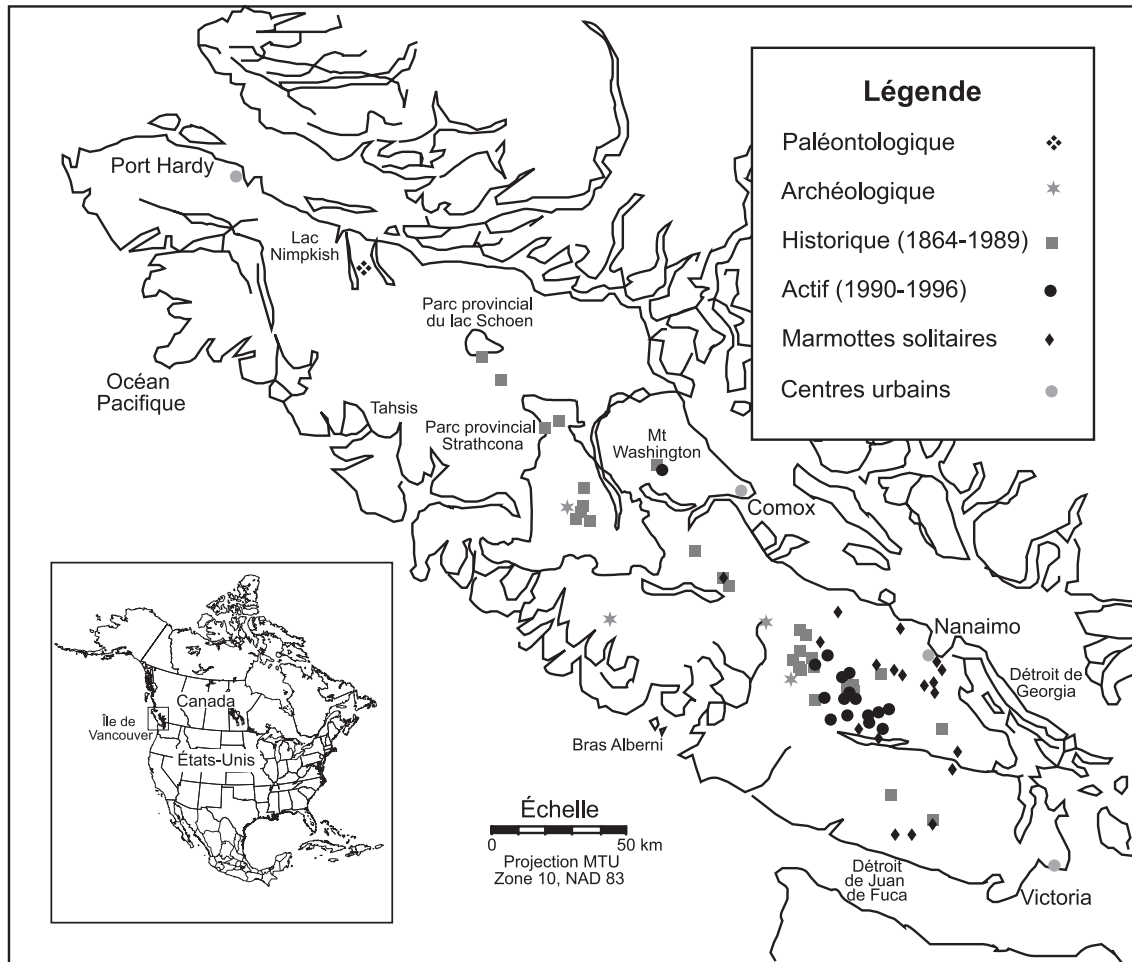 Légende
Paléontologique
Archéologique
Historique (1864-1989)
Actif (1990-1996)
Marmottes solitaires
Centres urbains
Port Hardy
Lac
Nimpkish
Parc provincial
du lac Schoen
Océan
Pacifique
Tahsis
Parc provincial
Strathcona
Mt
Washington
Comox
Nanaimo
Détroit de
Georgia
Bras Alberni
Détroit
de Juan
de Fuca
Victoria
Échelle
0 50 km
Projection MTU
Zone 10, NAD 83
Canada
Île de
Vancouver
États-Unis